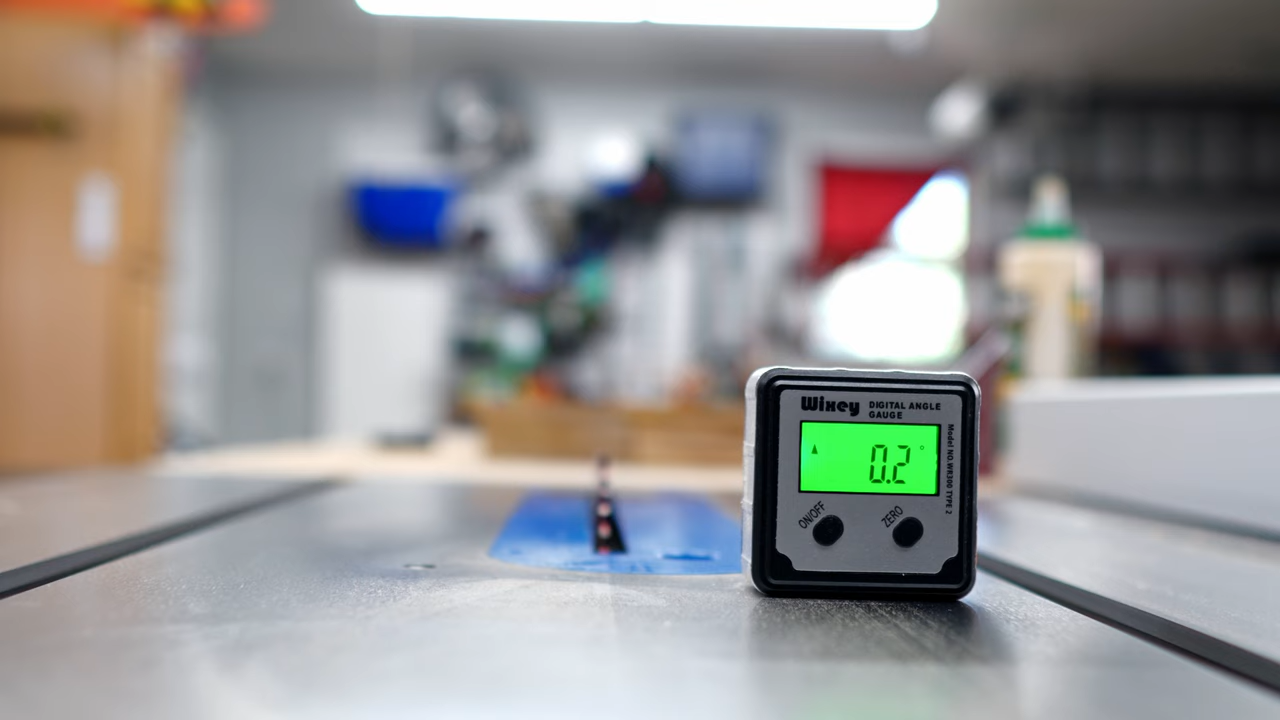 Wixey DIGITAL ANGLE
GAUGE
0.2°
ON/OFF
ZERO
Model NO.WR300 TYPE 2